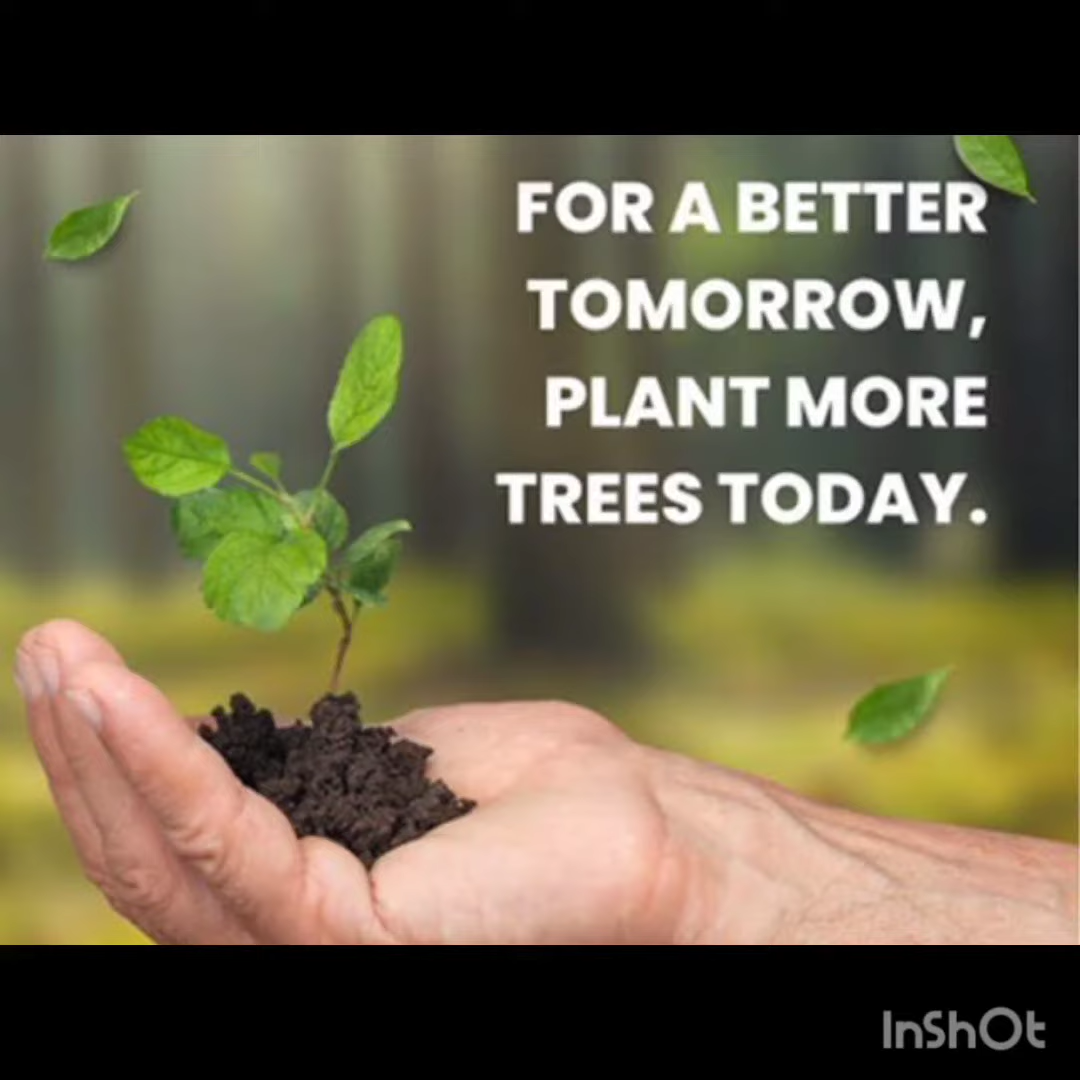 FOR A BETTER
TOMORROW,
PLANT MORE
TREES TODAY.
InShOt